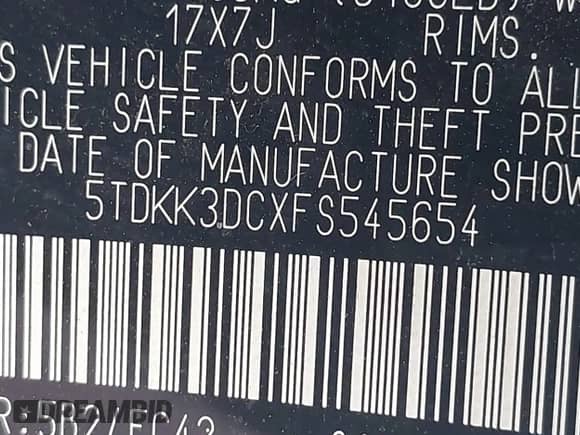 17X7J RIMS.
S VEHICLE CONFORMS TO ALL
ICLE SAFETY AND THEFT PRE
DATE OF MANUFACTURE SHOW
5TDKK3DCXFS545654
DREAMBID